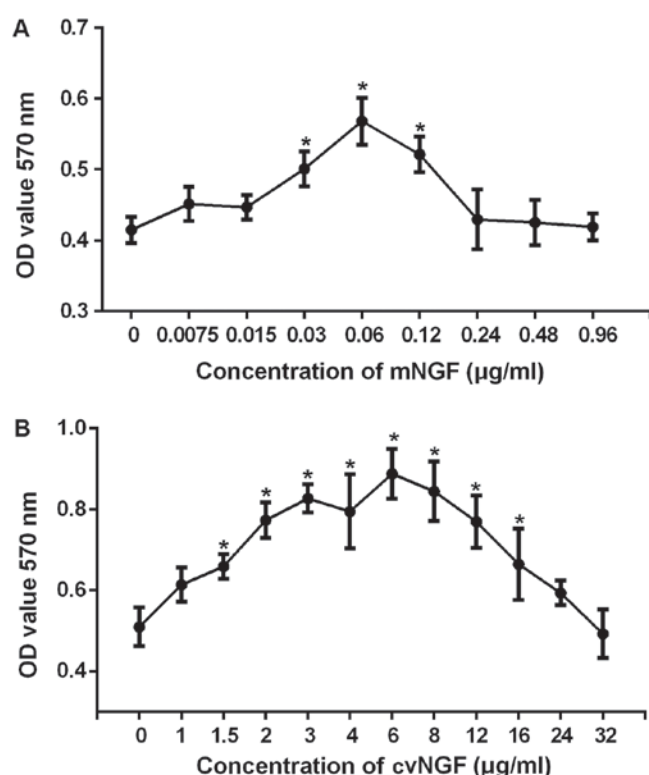 A
0.7
0.6
0.5
0.4
0.3
OD value 570 nm
* * *
0 0.0075 0.015 0.03 0.06 0.12 0.24 0.48 0.96
Concentration of mNGF (μg/ml)
B
1.0
0.8
0.6
0.4
OD value 570 nm
* * * * * * * *
0 1 1.5 2 3 4 6 8 12 16 24 32
Concentration of cvNGF (μg/ml)